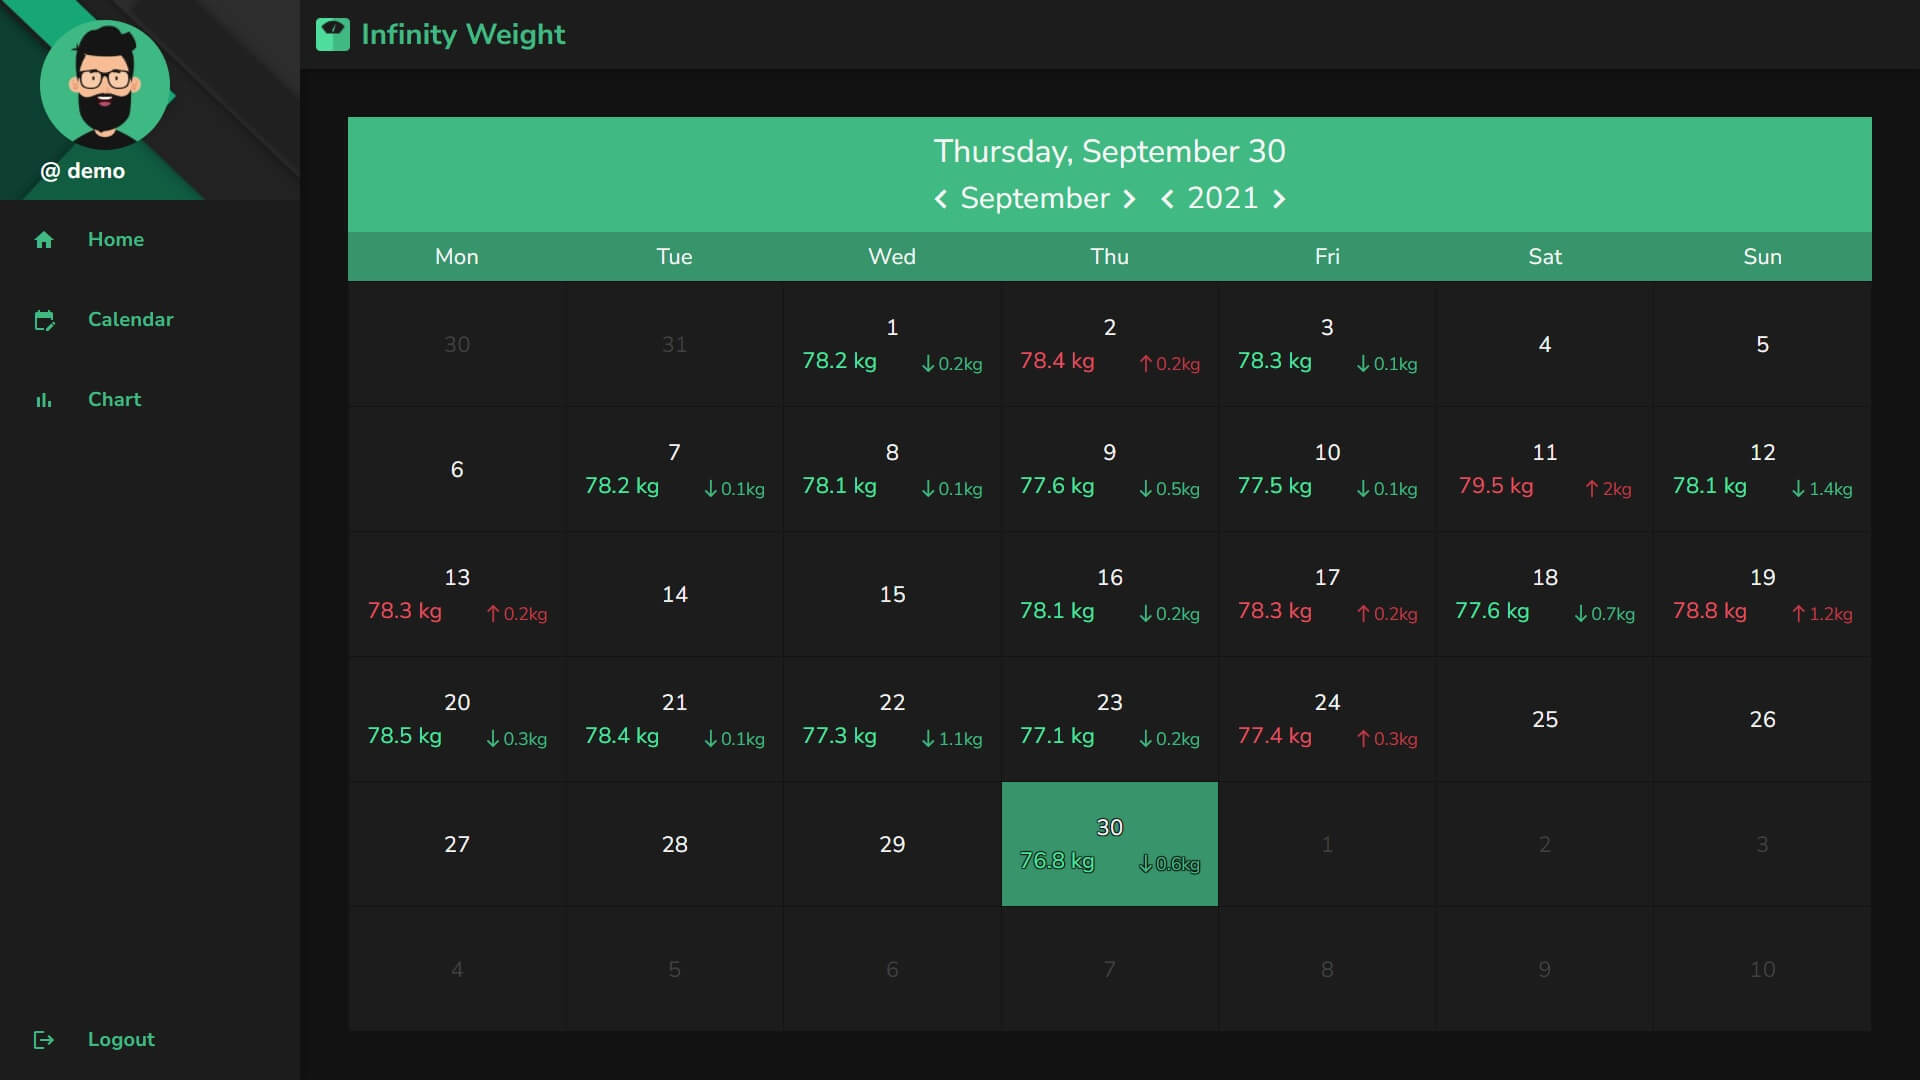 Infinity Weight
@ demo
Home
Calendar
Chart
Logout
Thursday, September 30
September 2021
Mon Tue Wed Thu Fri Sat Sun
30 31 1 2 3 4 5
78.2 kg ↓0.2kg 78.4 kg ↑0.2kg 78.3 kg ↓0.1kg
6 7 8 9 10 11 12
78.2 kg ↓0.1kg 78.1 kg ↓0.1kg 77.6 kg ↓0.5kg 77.5 kg ↓0.1kg 79.5 kg ↑2kg 78.1 kg ↓1.4kg
13 14 15 16 17 18 19
78.3 kg ↑0.2kg 78.1 kg ↓0.2kg 78.3 kg ↑0.2kg 77.6 kg ↓0.7kg 78.8 kg ↑1.2kg
20 21 22 23 24 25 26
78.5 kg ↓0.3kg 78.4 kg ↓0.1kg 77.3 kg ↓1.1kg 77.1 kg ↓0.2kg 77.4 kg ↑0.3kg
27 28 29 30 1 2 3
76.8 kg ↓0.6kg
4 5 6 7 8 9 10